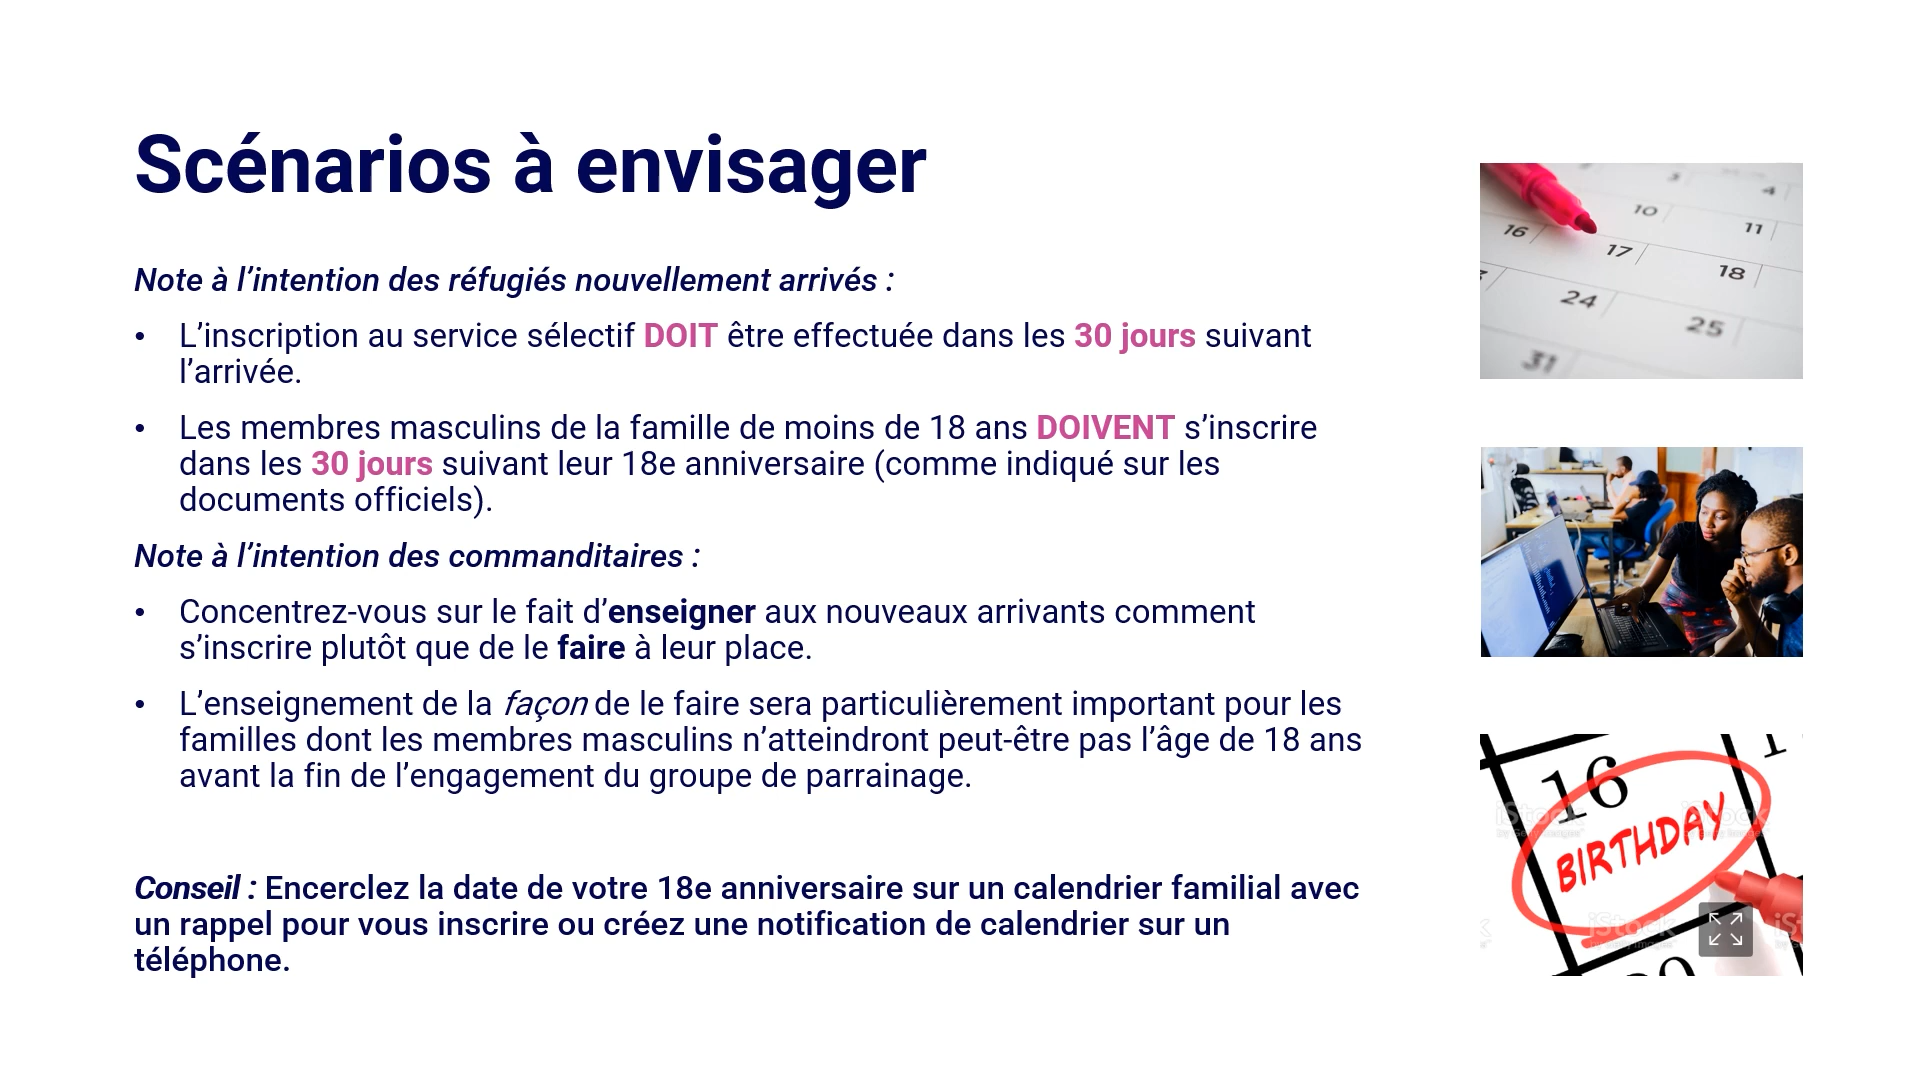 Scénarios à envisager
Note à l’intention des réfugiés nouvellement arrivés :
• L’inscription au service sélectif DOIT être effectuée dans les 30 jours suivant
l’arrivée.
• Les membres masculins de la famille de moins de 18 ans DOIVENT s’inscrire
dans les 30 jours suivant leur 18e anniversaire (comme indiqué sur les
documents officiels).
Note à l’intention des commanditaires :
• Concentrez-vous sur le fait d’enseigner aux nouveaux arrivants comment
s’inscrire plutôt que de le faire à leur place.
• L’enseignement de la façon de le faire sera particulièrement important pour les
familles dont les membres masculins n’atteindront peut-être pas l’âge de 18 ans
avant la fin de l’engagement du groupe de parrainage.
Conseil : Encerclez la date de votre 18e anniversaire sur un calendrier familial avec
un rappel pour vous inscrire ou créez une notification de calendrier sur un
téléphone.
3 4
10 11
16 17 18
24 25
31
16
BIRTHDAY
iStock
iStock